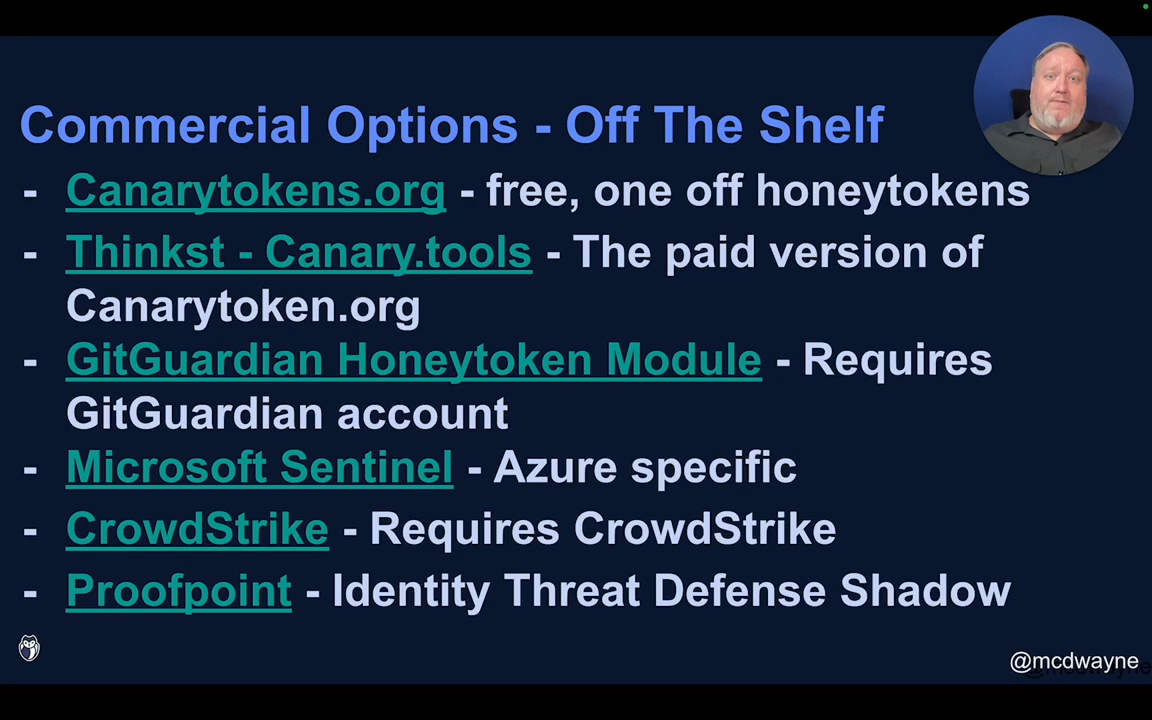 Commercial Options - Off The Shelf
- Canarytokens.org - free, one off honeytokens
- Thinkst - Canary.tools - The paid version of
Canarytoken.org
- GitGuardian Honeytoken Module - Requires
GitGuardian account
- Microsoft Sentinel - Azure specific
- CrowdStrike - Requires CrowdStrike
- Proofpoint - Identity Threat Defense Shadow
@mcdwayne